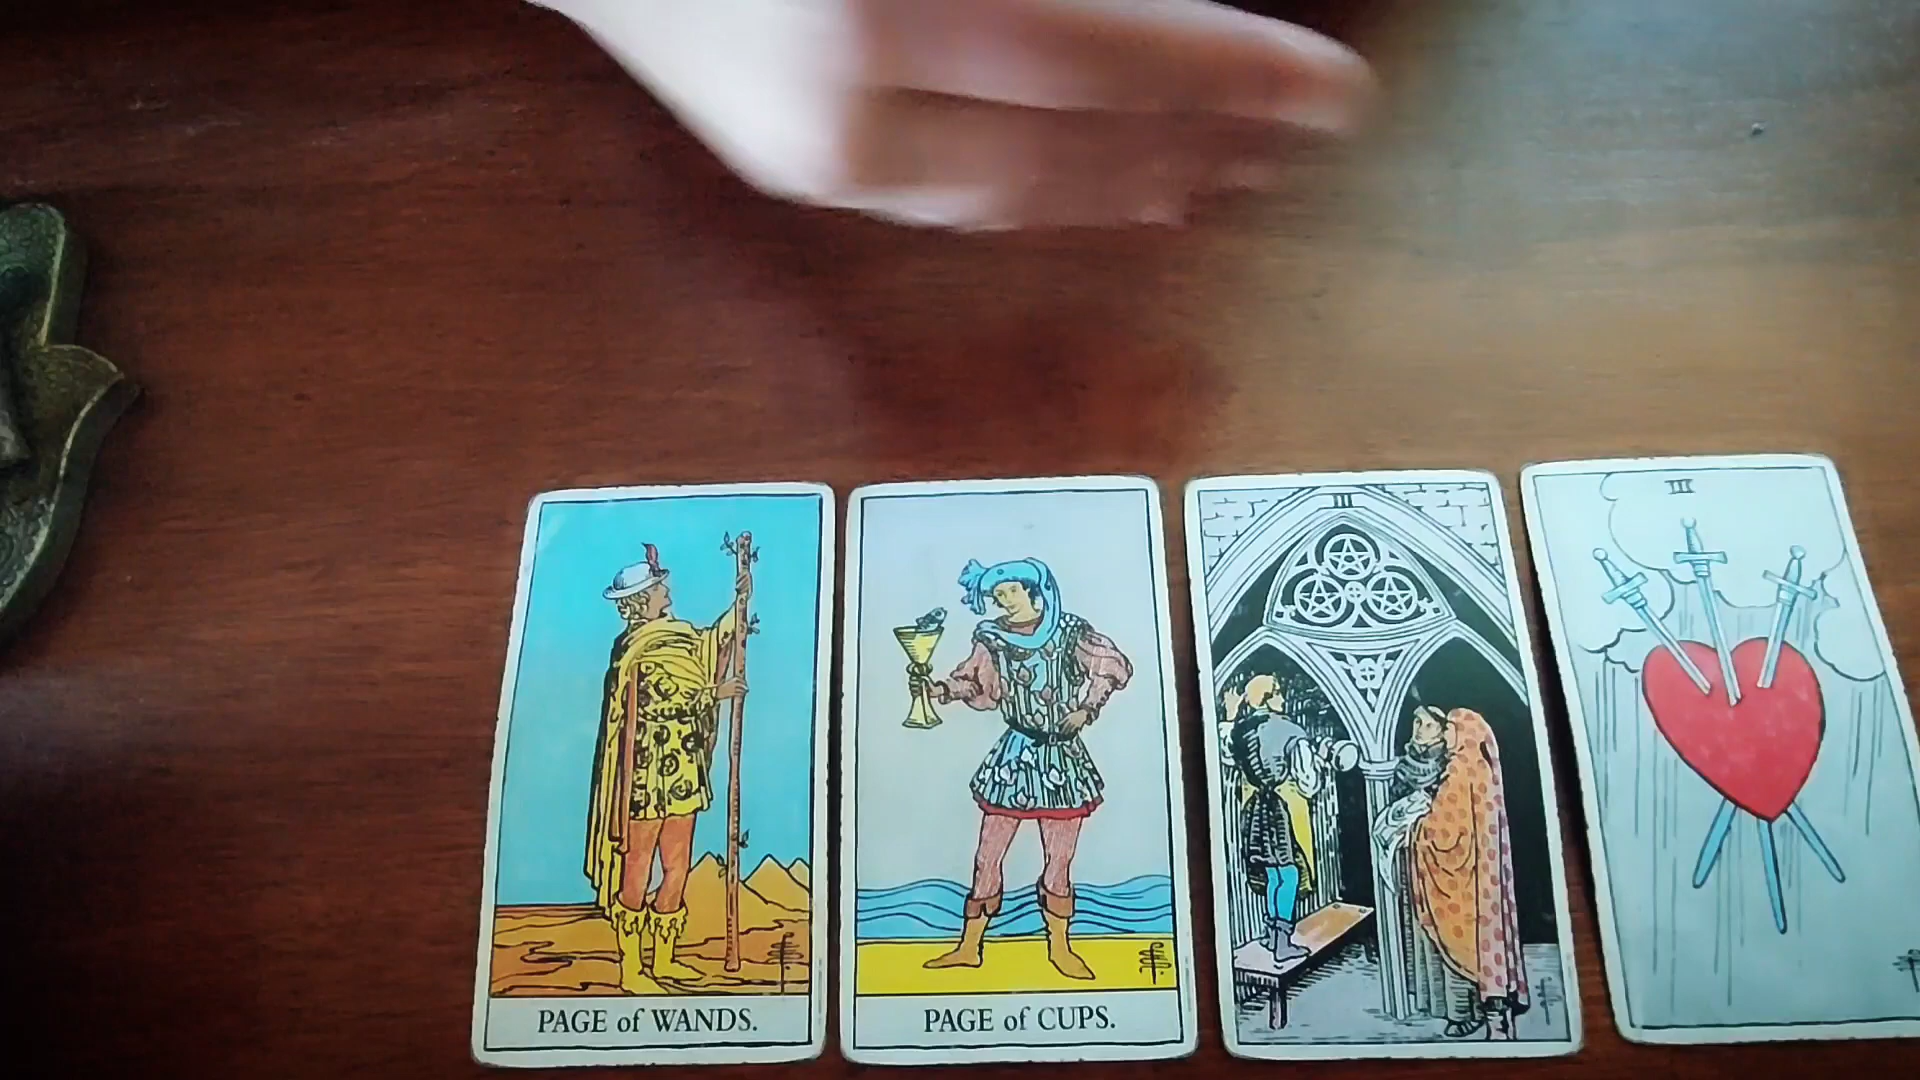 PAGE of WANDS.
PAGE of CUPS.
III
III